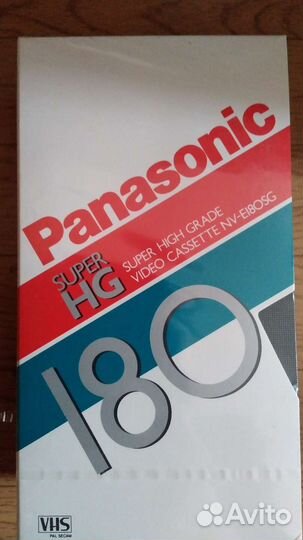 Panasonic
SUPER
HG
SUPER HIGH GRADE
VIDEO CASSETTE NV-E180SG
180
VHS
PAL SECAM
Avito